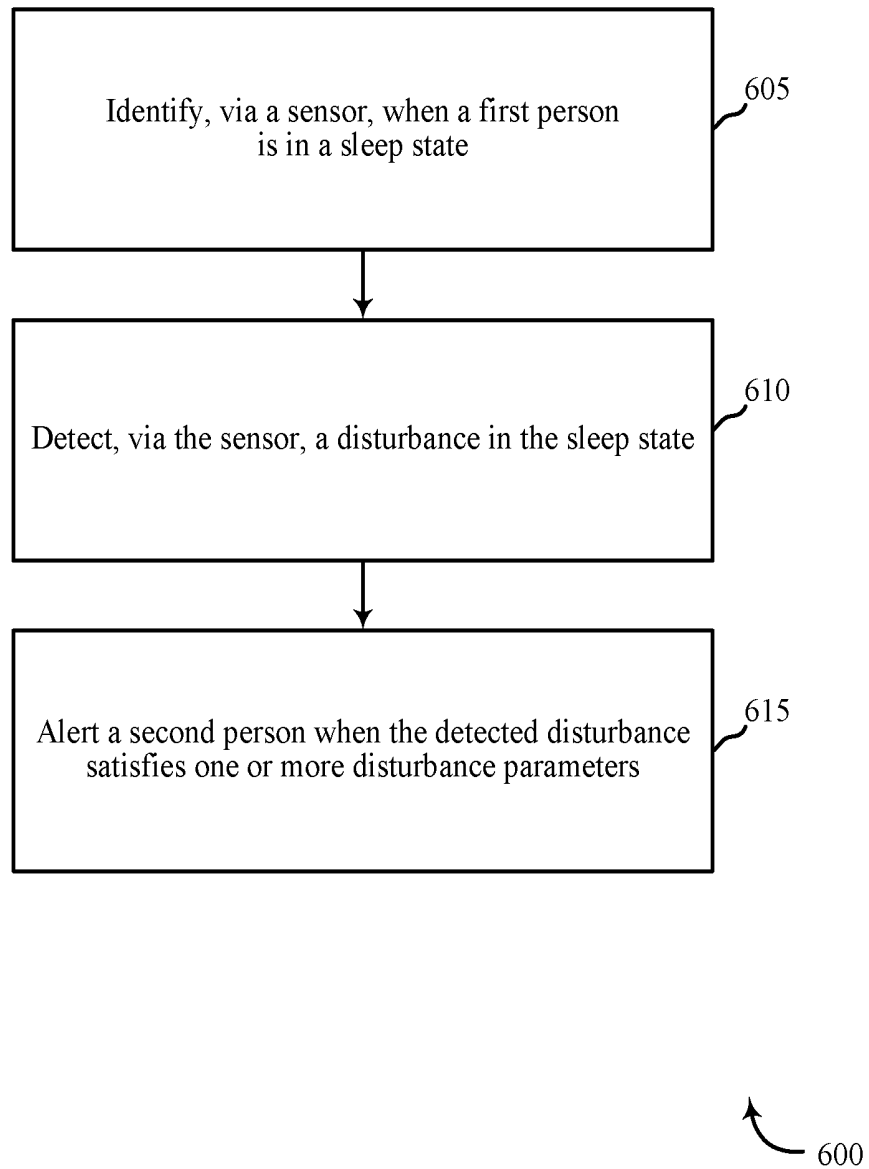 Identify, via a sensor, when a first person
is in a sleep state
605
Detect, via the sensor, a disturbance in the sleep state
610
Alert a second person when the detected disturbance
satisfies one or more disturbance parameters
615
600